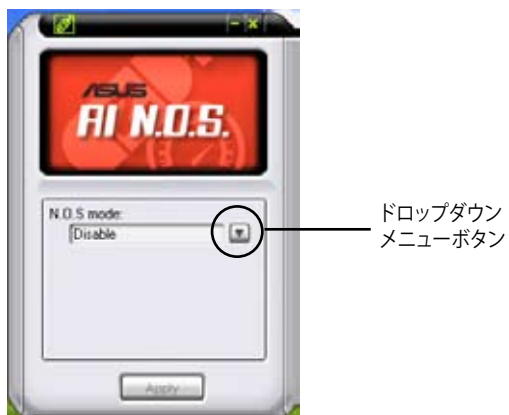 ASUS
AI N.O.S.
N.O.S mode:
Disable
ドロップダウン
メニューボタン
Apply